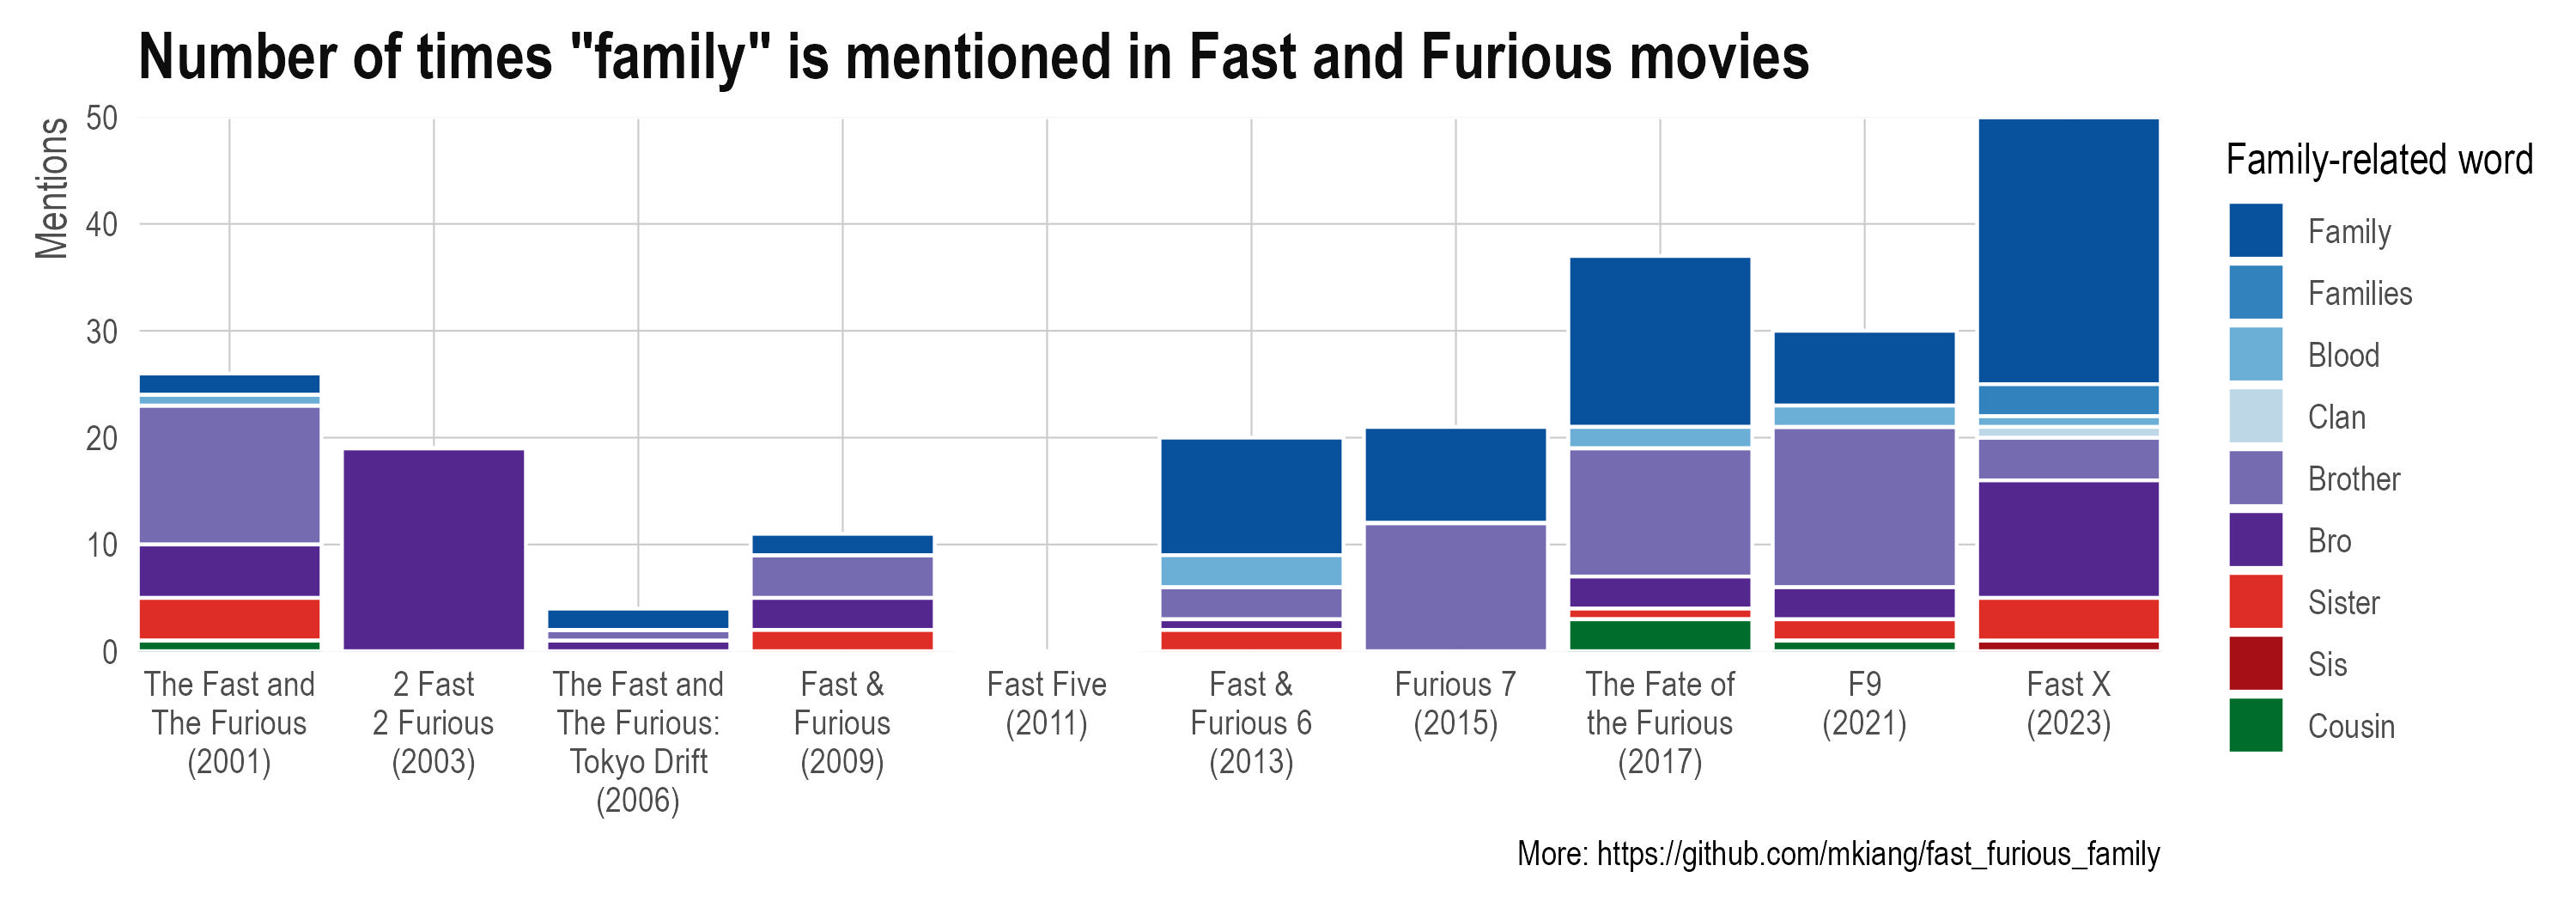 Number of times "family" is mentioned in Fast and Furious movies
Mentions
50
40
30
20
10
0
The Fast and
The Furious
(2001)
2 Fast
2 Furious
(2003)
The Fast and
The Furious:
Tokyo Drift
(2006)
Fast &
Furious
(2009)
Fast Five
(2011)
Fast &
Furious 6
(2013)
Furious 7
(2015)
The Fate of
the Furious
(2017)
F9
(2021)
Fast X
(2023)
Family-related word
Family
Families
Blood
Clan
Brother
Bro
Sister
Sis
Cousin
More: https://github.com/mkiang/fast_furious_family